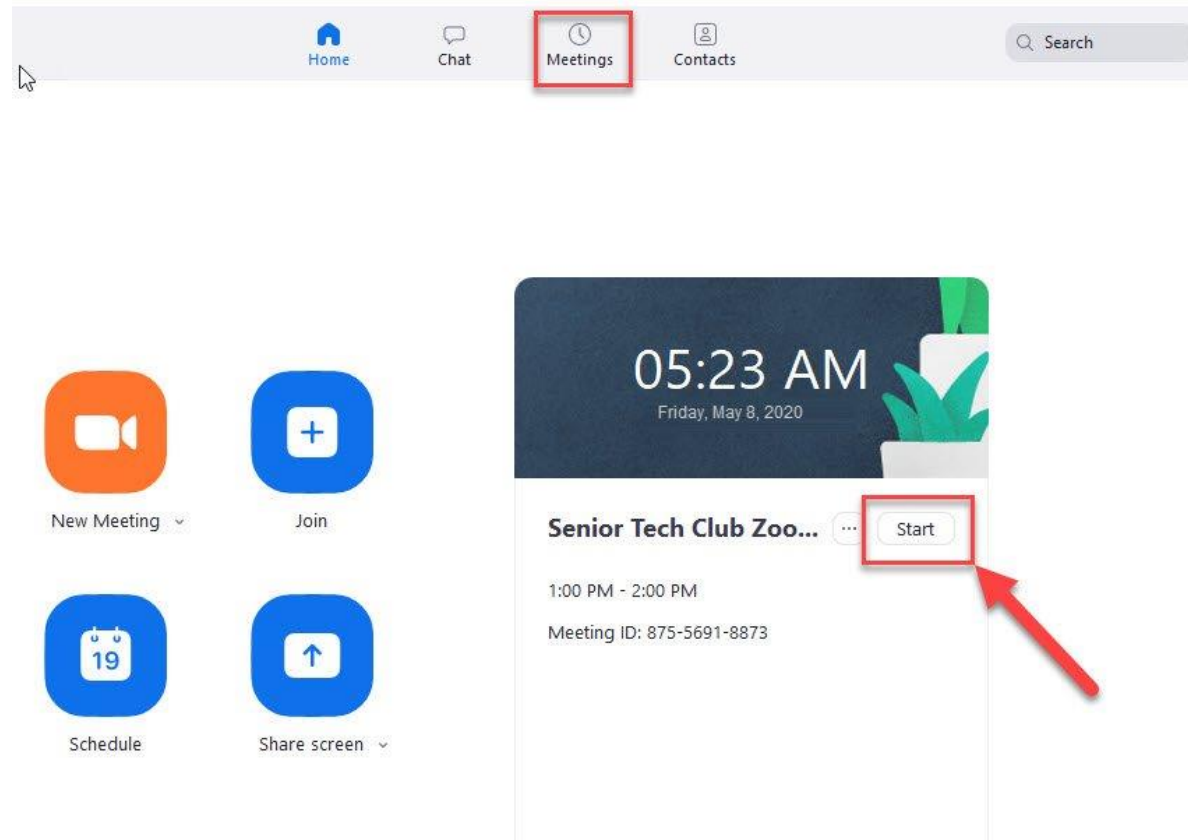 Home
Chat
Meetings
Contacts
Search
05:23 AM
Friday, May 8, 2020
New Meeting
Join
Senior Tech Club Zoo... ... Start
1:00 PM - 2:00 PM
Meeting ID: 875-5691-8873
19
Schedule
Share screen